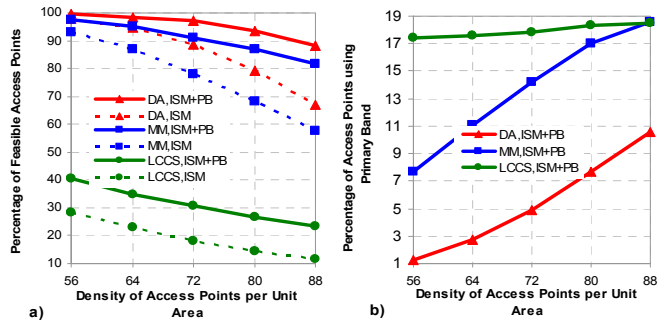 Percentage of Feasible Access Points
100
90
80
70
60
50
40
30
20
10
DA,ISM+PB
DA,ISM
MM,ISM+PB
MM,ISM
LCCS,ISM+PB
LCCS,ISM
56 64 72 80 88
Density of Access Points per Unit
Area
a)
Percentage of Access Points using
Primary Band
19
17
15
13
11
9
7
5
3
1
DA,ISM+PB
MM,ISM+PB
LCCS,ISM+PB
56 64 72 80 88
Density of Access Points per Unit
Area
b)